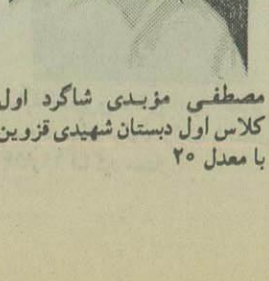 مصطفی مؤبدی شاگرد اول
کلاس اول دبستان شهیدی قزوین
با معدل ۲۰